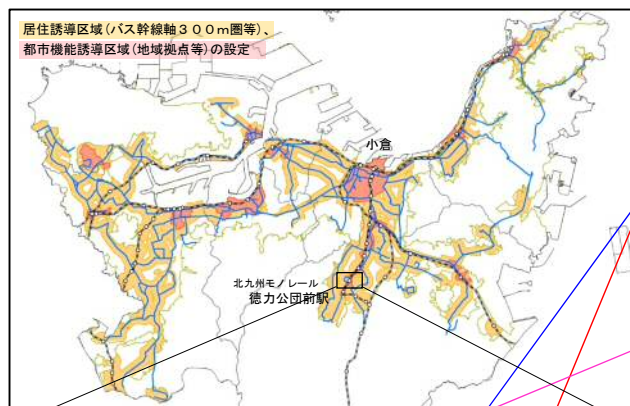 居住誘導区域(バス幹線軸300m圏等)、
都市機能誘導区域(地域拠点等)の設定
小倉
北九州モノレール
徳力公団前駅